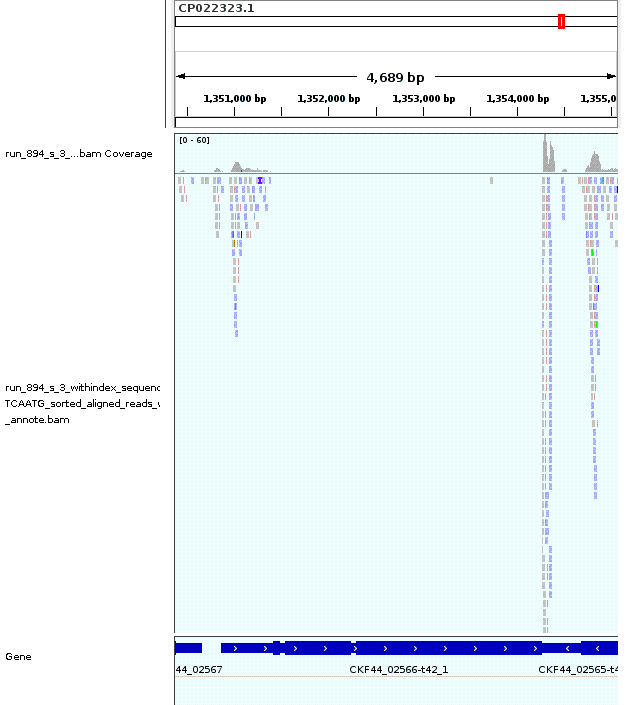 CP022323.1
4,689 bp
1,351,000 bp 1,352,000 bp 1,353,000 bp 1,354,000 bp 1,355,0
[0 - 60]
run_894_s_3_...bam Coverage
run_894_s_3_withindex_sequenc
TCAATG_sorted_aligned_reads_
_annote.bam
Gene
44_02567 CKF44_02566-t42_1 CKF44_02565-t4